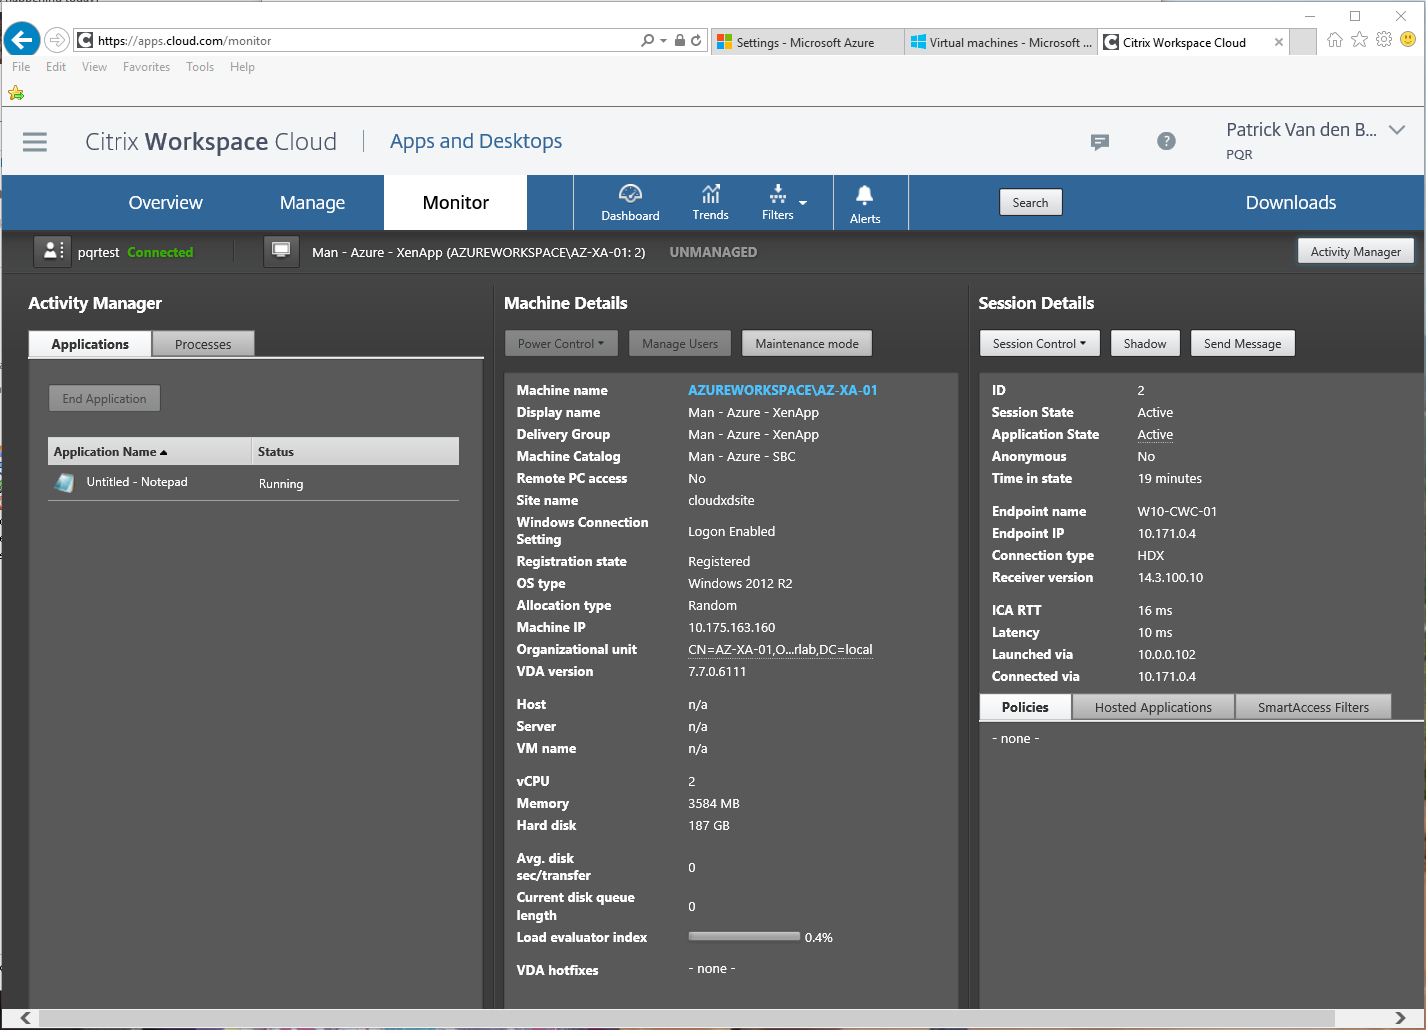 https://apps.cloud.com/monitor
Settings - Microsoft Azure
Virtual machines - Microsoft ...
Citrix Workspace Cloud
File Edit View Favorites Tools Help
Citrix Workspace Cloud
Apps and Desktops
Patrick Van den B...
PQR
Overview
Manage
Monitor
Dashboard
Trends
Filters
Alerts
Search
Downloads
pqrtest Connected
Man - Azure - XenApp (AZUREWORKSPACE\AZ-XA-01: 2)
UNMANAGED
Activity Manager
Activity Manager
Applications
Processes
End Application
Application Name Status
Untitled - Notepad Running
Machine Details
Power Control
Manage Users
Maintenance mode
Machine name AZUREWORKSPACE\AZ-XA-01
Display name Man - Azure - XenApp
Delivery Group Man - Azure - XenApp
Machine Catalog Man - Azure - SBC
Remote PC access No
Site name cloudxdsite
Windows Connection
Setting Logon Enabled
Registration state Registered
OS type Windows 2012 R2
Allocation type Random
Machine IP 10.175.163.160
Organizational unit CN=AZ-XA-01,O...rlab,DC=local
VDA version 7.7.0.6111
Host n/a
Server n/a
VM name n/a
vCPU 2
Memory 3584 MB
Hard disk 187 GB
Avg. disk
sec/transfer 0
Current disk queue
length 0
Load evaluator index 0.4%
VDA hotfixes - none -
Session Details
Session Control
Shadow
Send Message
ID 2
Session State Active
Application State Active
Anonymous No
Time in state 19 minutes
Endpoint name W10-CWC-01
Endpoint IP 10.171.0.4
Connection type HDX
Receiver version 14.3.100.10
ICA RTT 16 ms
Latency 10 ms
Launched via 10.0.0.102
Connected via 10.171.0.4
Policies
Hosted Applications
SmartAccess Filters
- none -